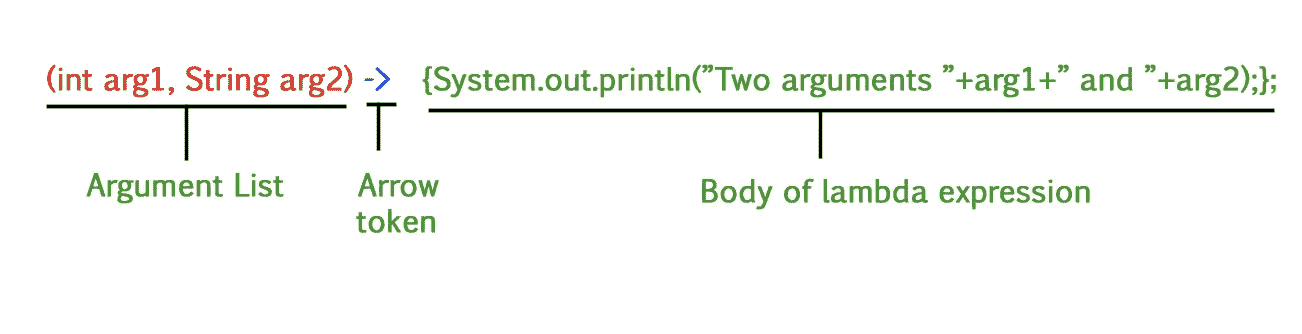 (int arg1, String arg2) -> {System.out.println(”Two arguments ”+arg1+” and ”+arg2);};
Argument List
Arrow
token
Body of lambda expression